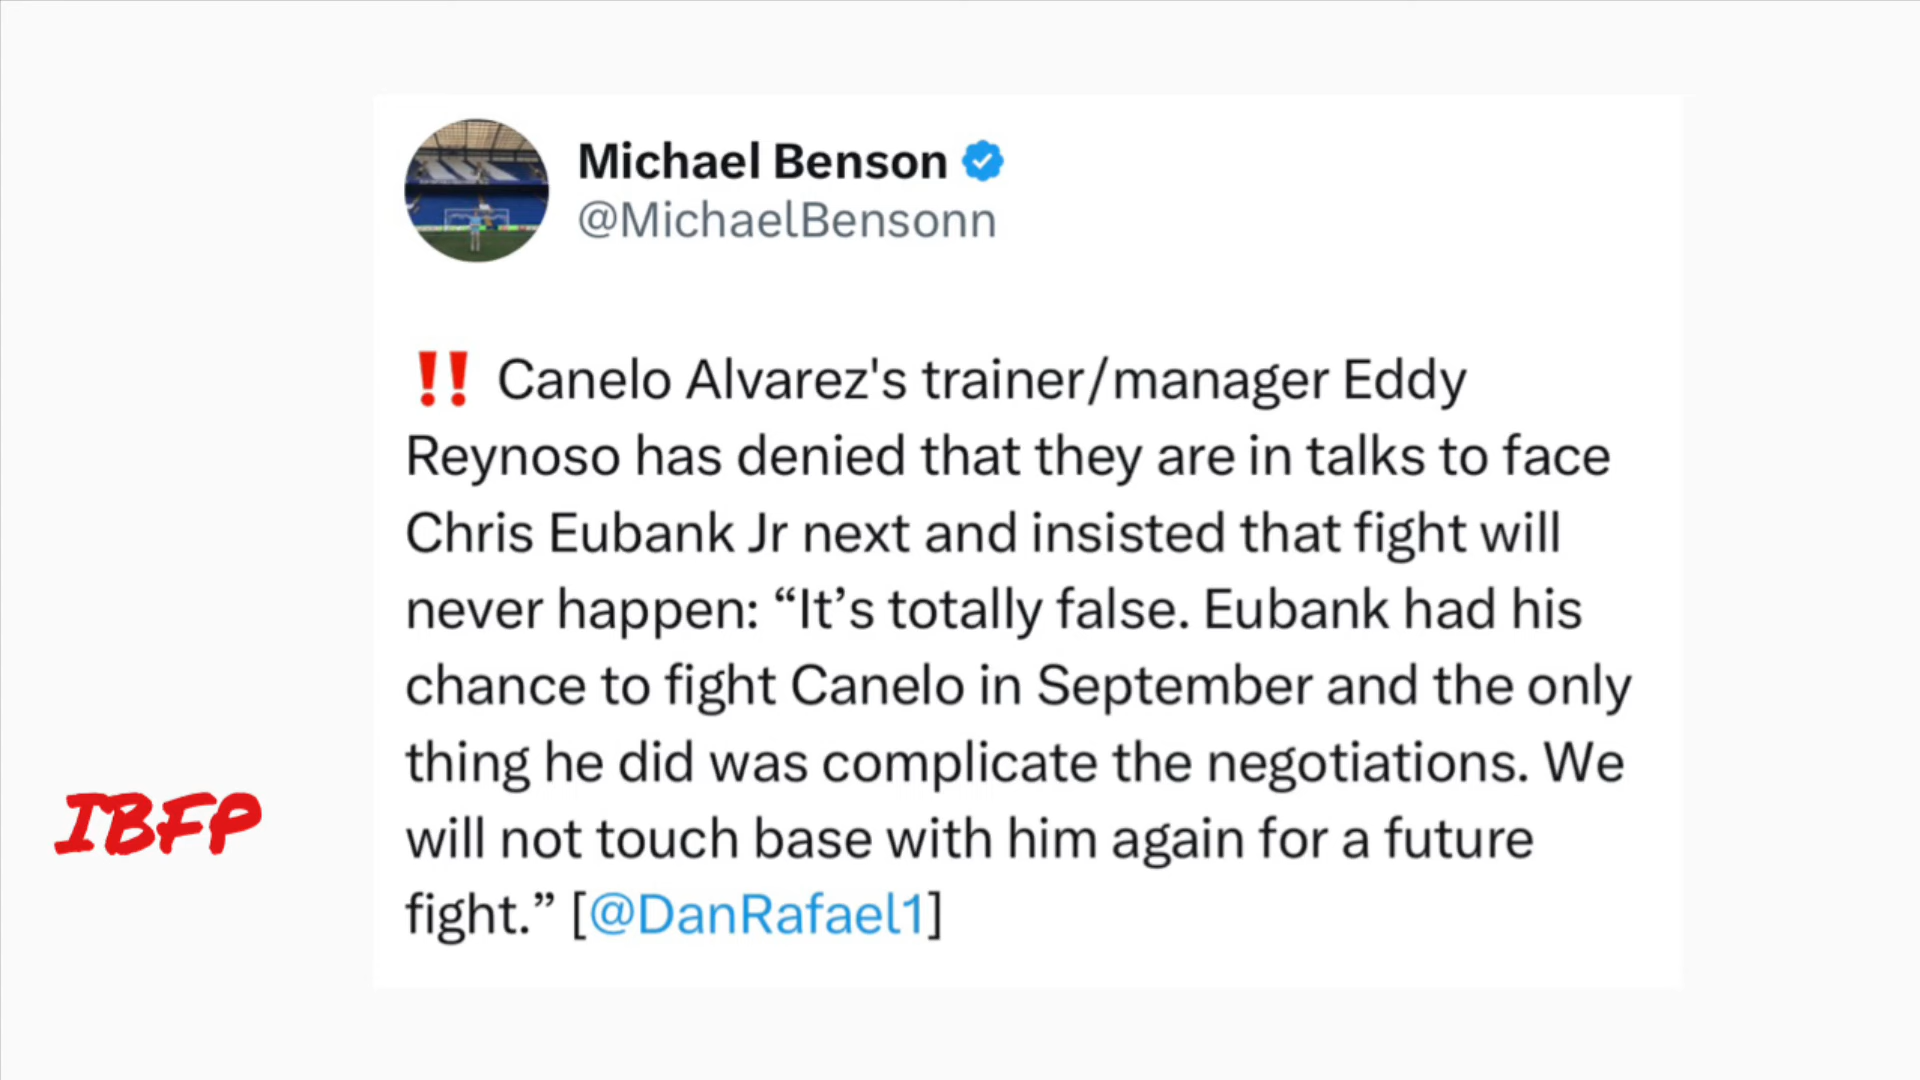 Michael Benson
@MichaelBensonn
‼️ Canelo Alvarez's trainer/manager Eddy
Reynoso has denied that they are in talks to face
Chris Eubank Jr next and insisted that fight will
never happen: “It’s totally false. Eubank had his
chance to fight Canelo in September and the only
thing he did was complicate the negotiations. We
will not touch base with him again for a future
fight.” [@DanRafael1]
IBFP